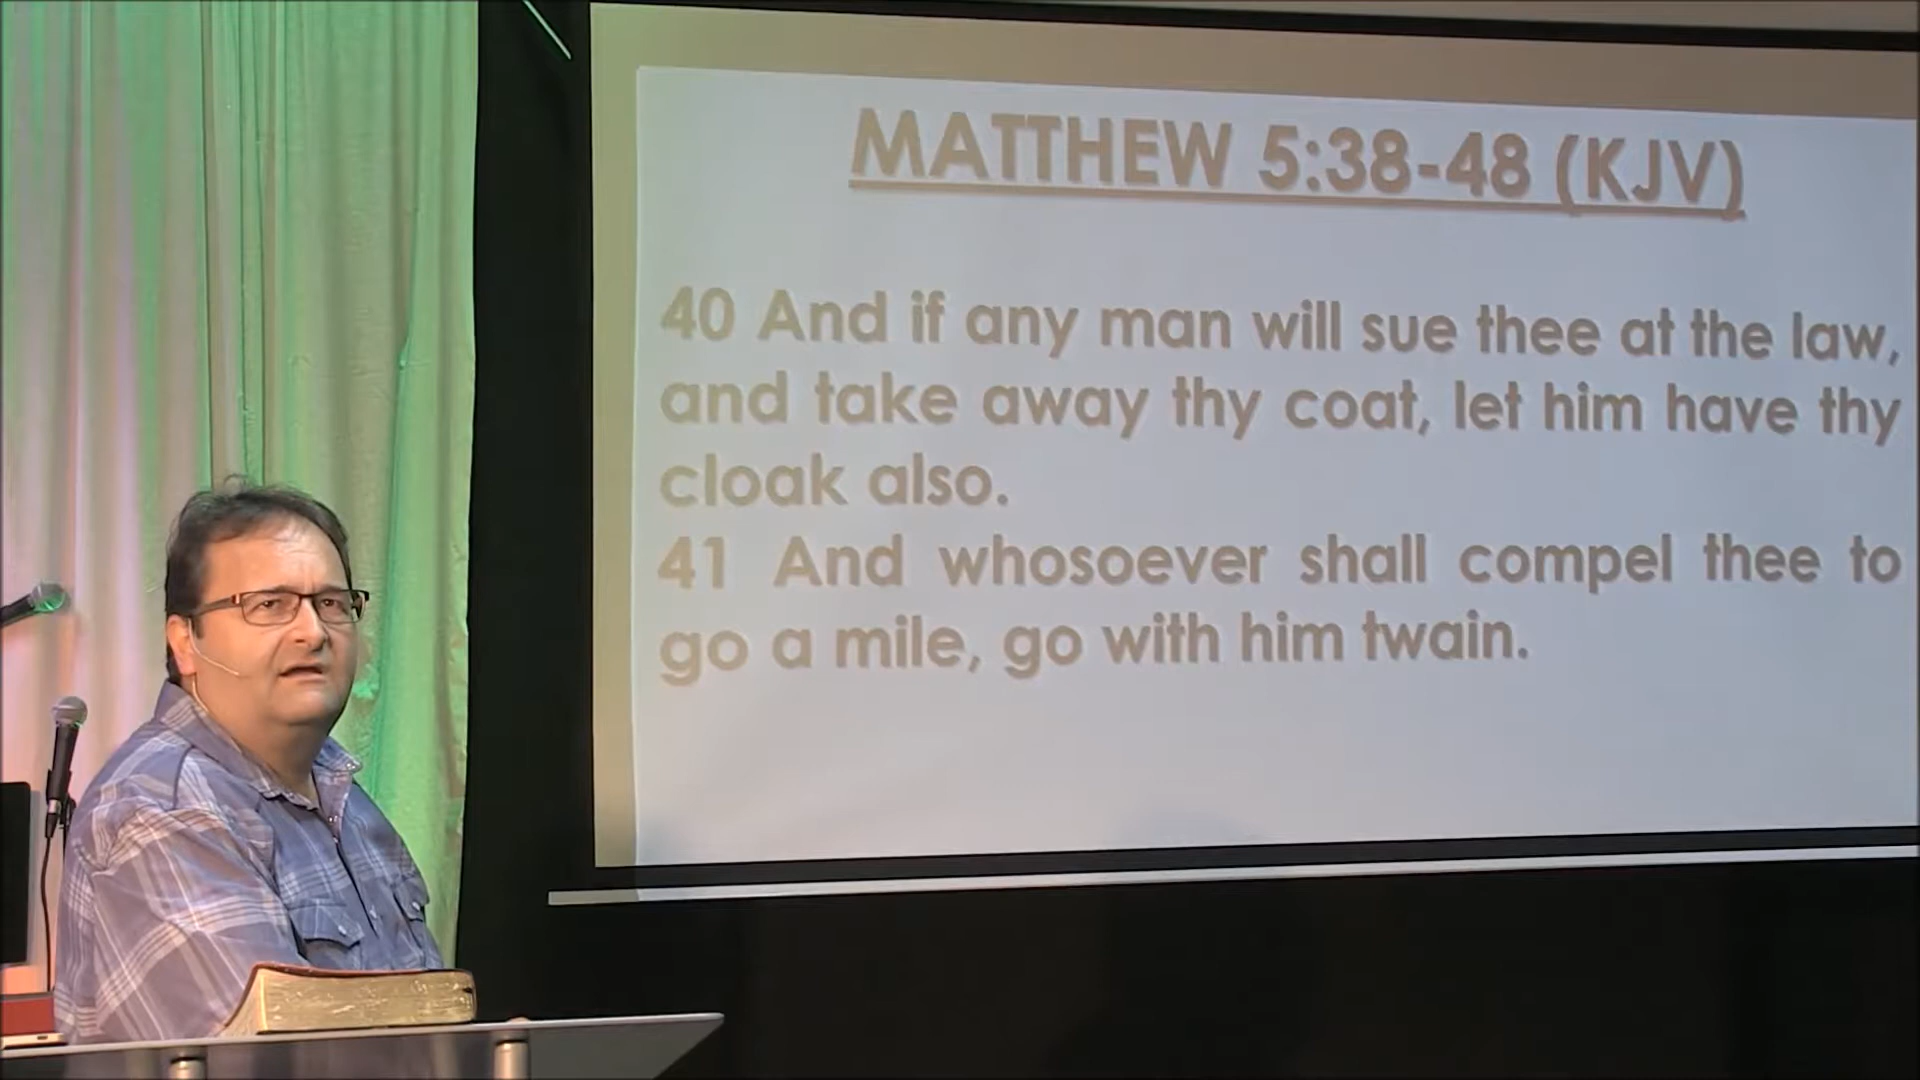 MATTHEW 5:38-48 (KJV)
40 And if any man will sue thee at the law,
and take away thy coat, let him have thy
cloak also.
41 And whosoever shall compel thee to
go a mile, go with him twain.